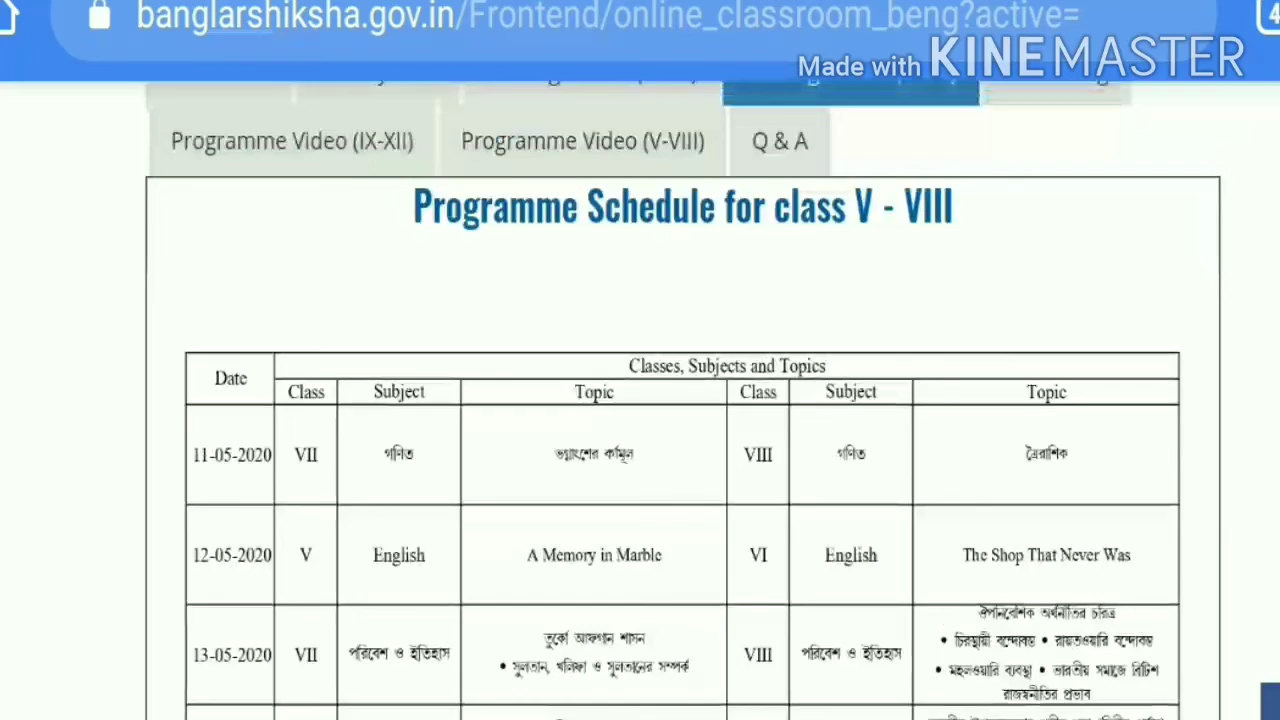 banglarshiksha.gov.in/Frontend/online_classroom_beng?active=
Made with KINEMASTER
Programme Video (IX-XII) Programme Video (V-VIII) Q & A
Programme Schedule for class V - VIII
Date Classes, Subjects and Topics
Class Subject Topic Class Subject Topic
11-05-2020 VII গণিত ভগ্নাংশের বর্গমূল VIII গণিত ত্রৈরাশিক
12-05-2020 V English A Memory in Marble VI English The Shop That Never Was
13-05-2020 VII পরিবেশ ও ইতিহাস তুর্কো আফগান শাসন
• সুলতান, খলিফা ও সুলতানের সম্পর্ক
VIII পরিবেশ ও ইতিহাস ঔপনিবেশিক অর্থনীতির চরিত্র
• চিরস্থায়ী বন্দোবস্ত • রায়তওয়ারি বন্দোবস্ত
• মহলওয়ারি ব্যবস্থা • ভারতীয় সমাজে ব্রিটিশ
রাজস্বনীতির প্রভাব